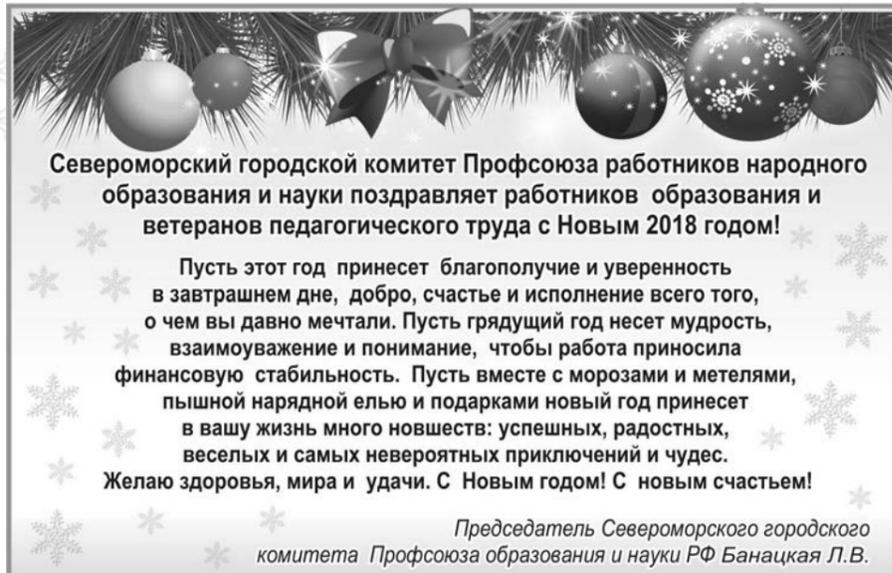 Североморский городской комитет Профсоюза работников народного
образования и науки поздравляет работников образования и
ветеранов педагогического труда с Новым 2018 годом!
Пусть этот год принесет благополучие и уверенность
в завтрашнем дне, добро, счастье и исполнение всего того,
о чем вы давно мечтали. Пусть грядущий год несет мудрость,
взаимоуважение и понимание, чтобы работа приносила
финансовую стабильность. Пусть вместе с морозами и метелями,
пышной нарядной елью и подарками новый год принесет
в вашу жизнь много новшеств: успешных, радостных,
веселых и самых невероятных приключений и чудес.
Желаю здоровья, мира и удачи. С Новым годом! С новым счастьем!
Председатель Североморского городского
комитета Профсоюза образования и науки РФ Банацкая Л.В.